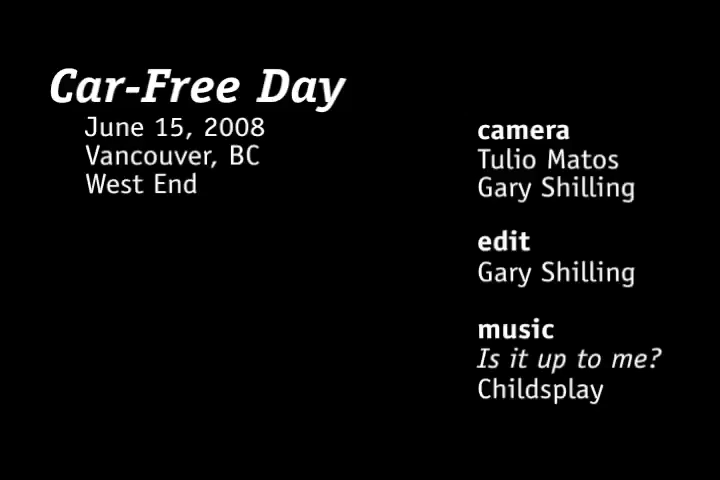 Car-Free Day
June 15, 2008
Vancouver, BC
West End
camera
Tulio Matos
Gary Shilling
edit
Gary Shilling
music
Is it up to me?
Childsplay